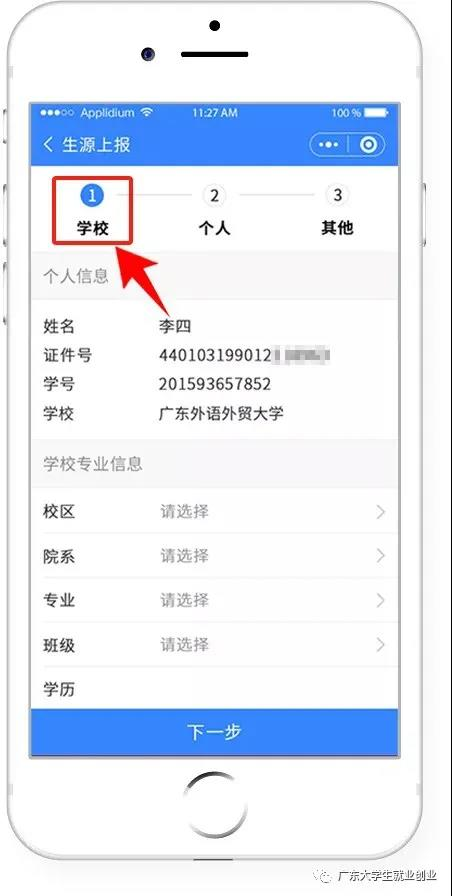 Applidium 11:27 AM 100 %
生源上报
1 2 3
学校 个人 其他
个人信息
姓名 李四
证件号 440103199012
学号 201593657852
学校 广东外语外贸大学
学校专业信息
校区 请选择
院系 请选择
专业 请选择
班级 请选择
学历
下一步
广东大学生就业创业